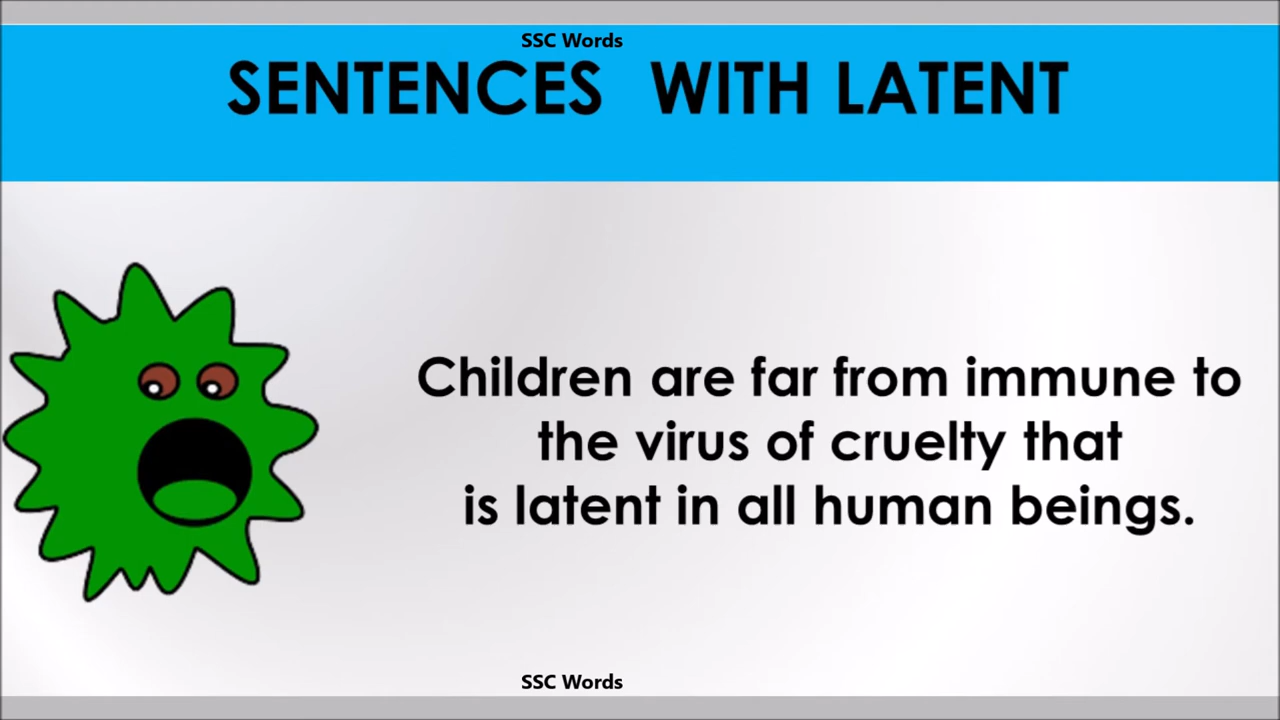 SSC Words
SENTENCES WITH LATENT
Children are far from immune to
the virus of cruelty that
is latent in all human beings.
SSC Words